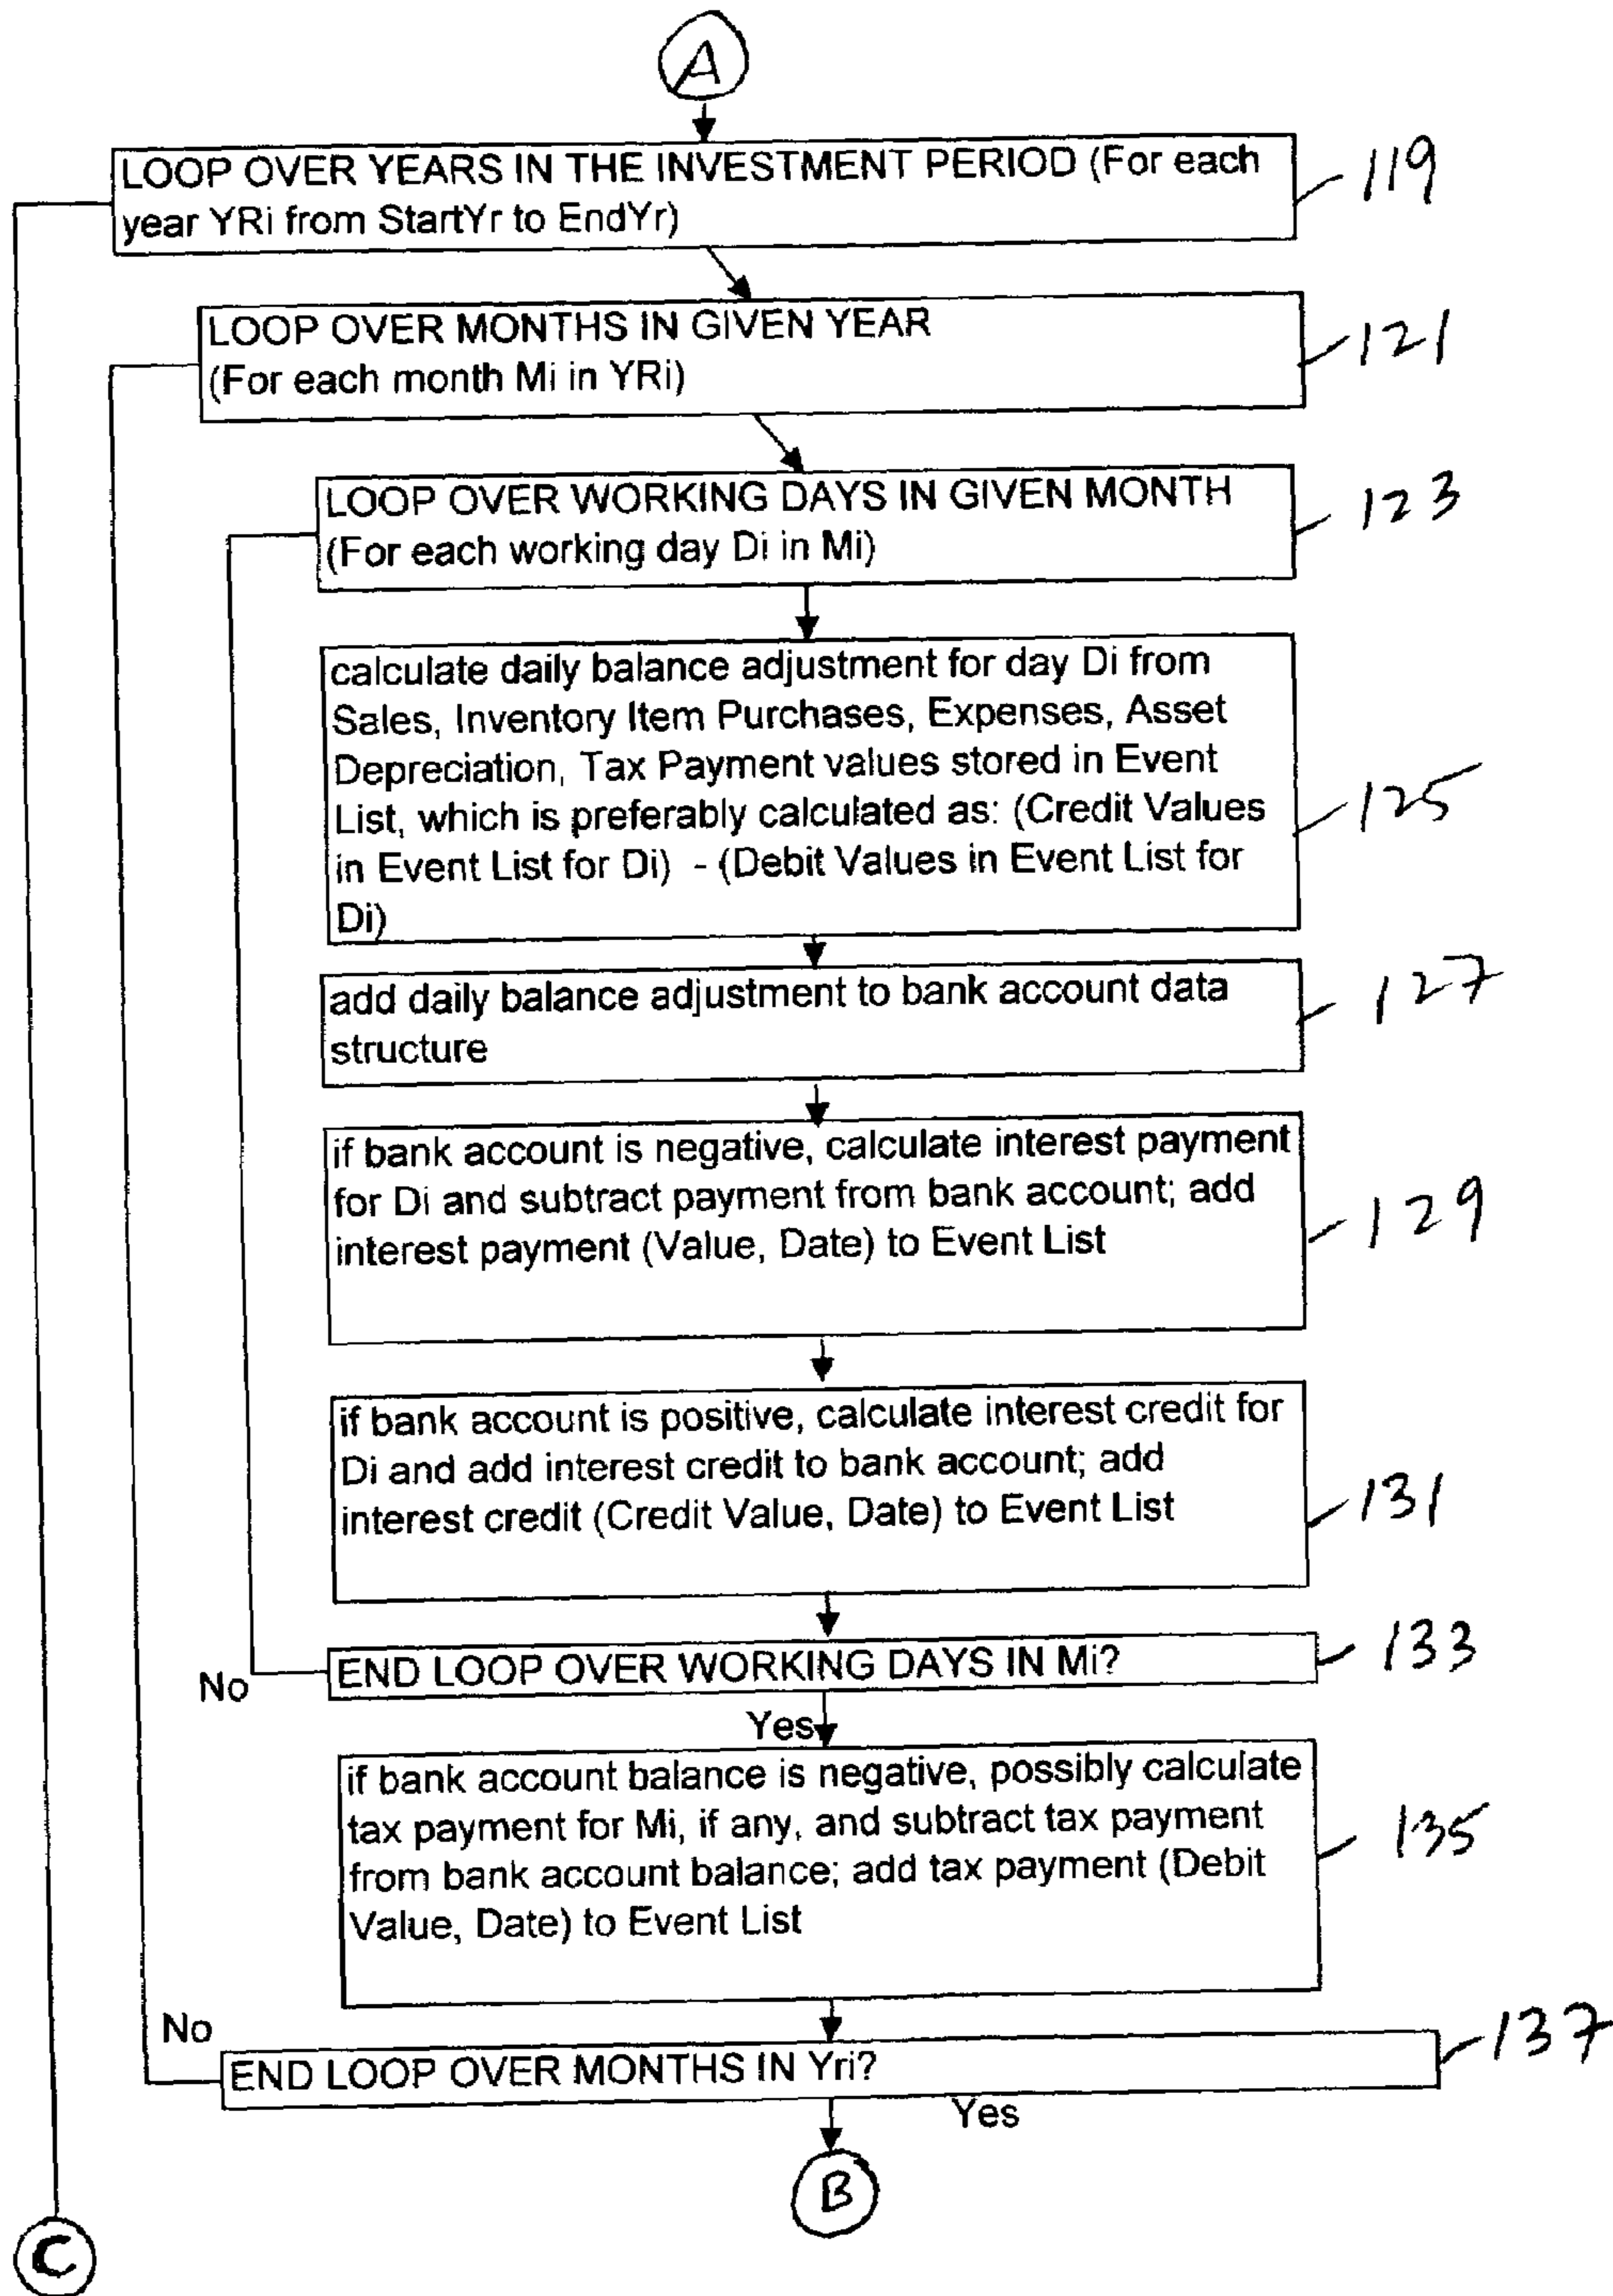 A
LOOP OVER YEARS IN THE INVESTMENT PERIOD (For each
year YRi from StartYr to EndYr)
119
LOOP OVER MONTHS IN GIVEN YEAR
(For each month Mi in YRi)
121
LOOP OVER WORKING DAYS IN GIVEN MONTH
(For each working day Di in Mi)
123
calculate daily balance adjustment for day Di from
Sales, Inventory Item Purchases, Expenses, Asset
Depreciation, Tax Payment values stored in Event
List, which is preferably calculated as: (Credit Values
in Event List for Di) - (Debit Values in Event List for
Di)
125
add daily balance adjustment to bank account data
structure
127
if bank account is negative, calculate interest payment
for Di and subtract payment from bank account; add
interest payment (Value, Date) to Event List
129
if bank account is positive, calculate interest credit for
Di and add interest credit to bank account; add
interest credit (Credit Value, Date) to Event List
131
No
END LOOP OVER WORKING DAYS IN Mi?
133
Yes
if bank account balance is negative, possibly calculate
tax payment for Mi, if any, and subtract tax payment
from bank account balance; add tax payment (Debit
Value, Date) to Event List
135
No
END LOOP OVER MONTHS IN Yri?
137
Yes
B
C